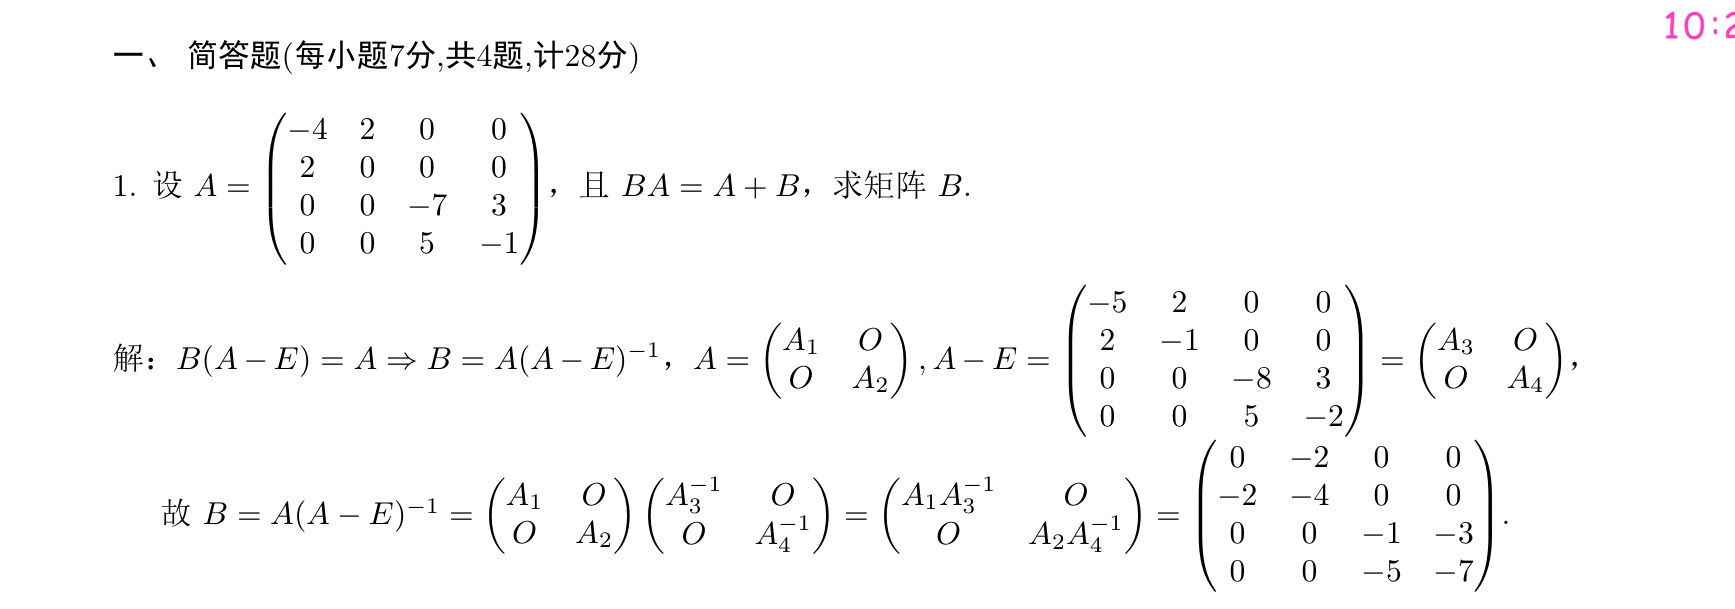 10:2
一、 简答题(每小题7分,共4题,计28分)
1. 设 $A = \begin{pmatrix} -4 & 2 & 0 & 0 \\ 2 & 0 & 0 & 0 \\ 0 & 0 & -7 & 3 \\ 0 & 0 & 5 & -1 \end{pmatrix}$，且 $BA = A + B$，求矩阵 $B$.
解：$B(A - E) = A \Rightarrow B = A(A - E)^{-1}$，$A = \begin{pmatrix} A_1 & O \\ O & A_2 \end{pmatrix}, A - E = \begin{pmatrix} -5 & 2 & 0 & 0 \\ 2 & -1 & 0 & 0 \\ 0 & 0 & -8 & 3 \\ 0 & 0 & 5 & -2 \end{pmatrix} = \begin{pmatrix} A_3 & O \\ O & A_4 \end{pmatrix}$，
故 $B = A(A - E)^{-1} = \begin{pmatrix} A_1 & O \\ O & A_2 \end{pmatrix} \begin{pmatrix} A_3^{-1} & O \\ O & A_4^{-1} \end{pmatrix} = \begin{pmatrix} A_1 A_3^{-1} & O \\ O & A_2 A_4^{-1} \end{pmatrix} = \begin{pmatrix} 0 & -2 & 0 & 0 \\ -2 & -4 & 0 & 0 \\ 0 & 0 & -1 & -3 \\ 0 & 0 & -5 & -7 \end{pmatrix}.$